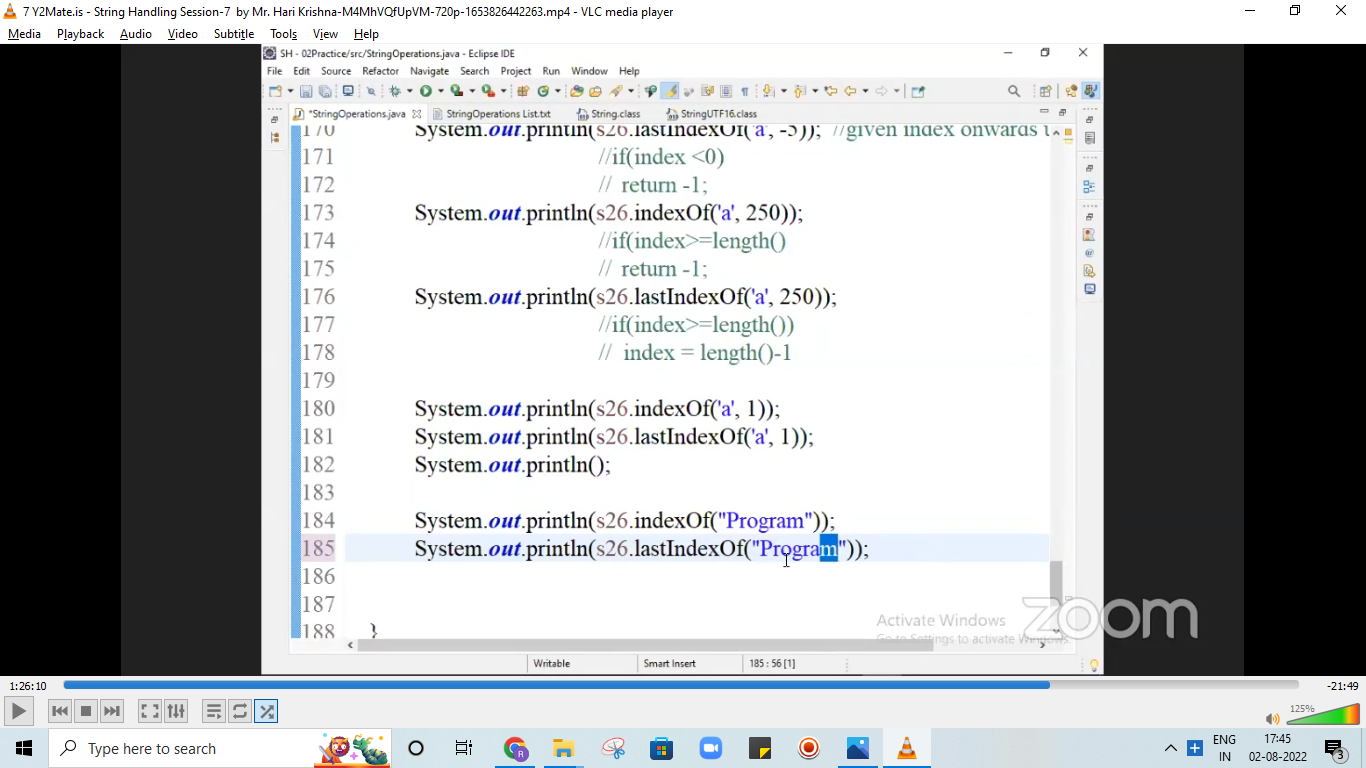 7 Y2Mate.is - String Handling Session-7 by Mr. Hari Krishna-M4MhVQfUpVM-720p-1653826442263.mp4 - VLC media player
Media Playback Audio Video Subtitle Tools View Help
SH - 02Practice/src/StringOperations.java - Eclipse IDE
File Edit Source Refactor Navigate Search Project Run Window Help
*StringOperations.java StringOperations List.txt String.class StringUTF16.class
170 System.out.println(s26.lastIndexOf('a', -5)); //given index onwards
171 //if(index <0)
172 // return -1;
173 System.out.println(s26.indexOf('a', 250));
174 //if(index>=length()
175 // return -1;
176 System.out.println(s26.lastIndexOf('a', 250));
177 //if(index>=length())
178 // index = length()-1
179
180 System.out.println(s26.indexOf('a', 1));
181 System.out.println(s26.lastIndexOf('a', 1));
182 System.out.println();
183
184 System.out.println(s26.indexOf("Program"));
185 System.out.println(s26.lastIndexOf("Program"));
186
187
188 }
Activate Windows
Go to Settings to activate Windows.
zoom
Writable Smart Insert 185 : 56 [1]
1:26:10 -21:49
125%
Type here to search
ENG 17:45
IN 02-08-2022 3